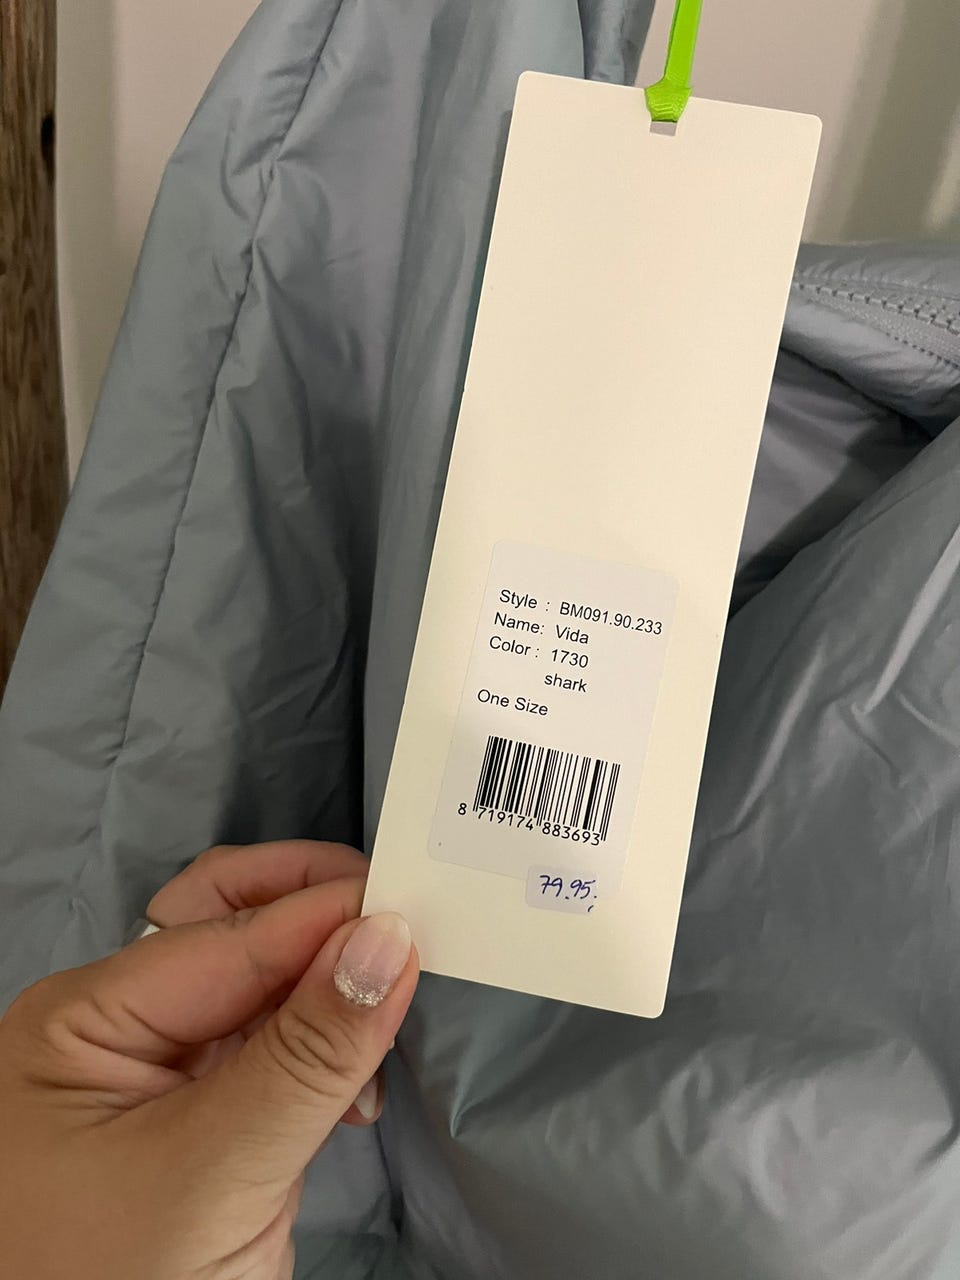 Style : BM091.90.233
Name: Vida
Color : 1730
shark
One Size
8 719174 883693
79.95